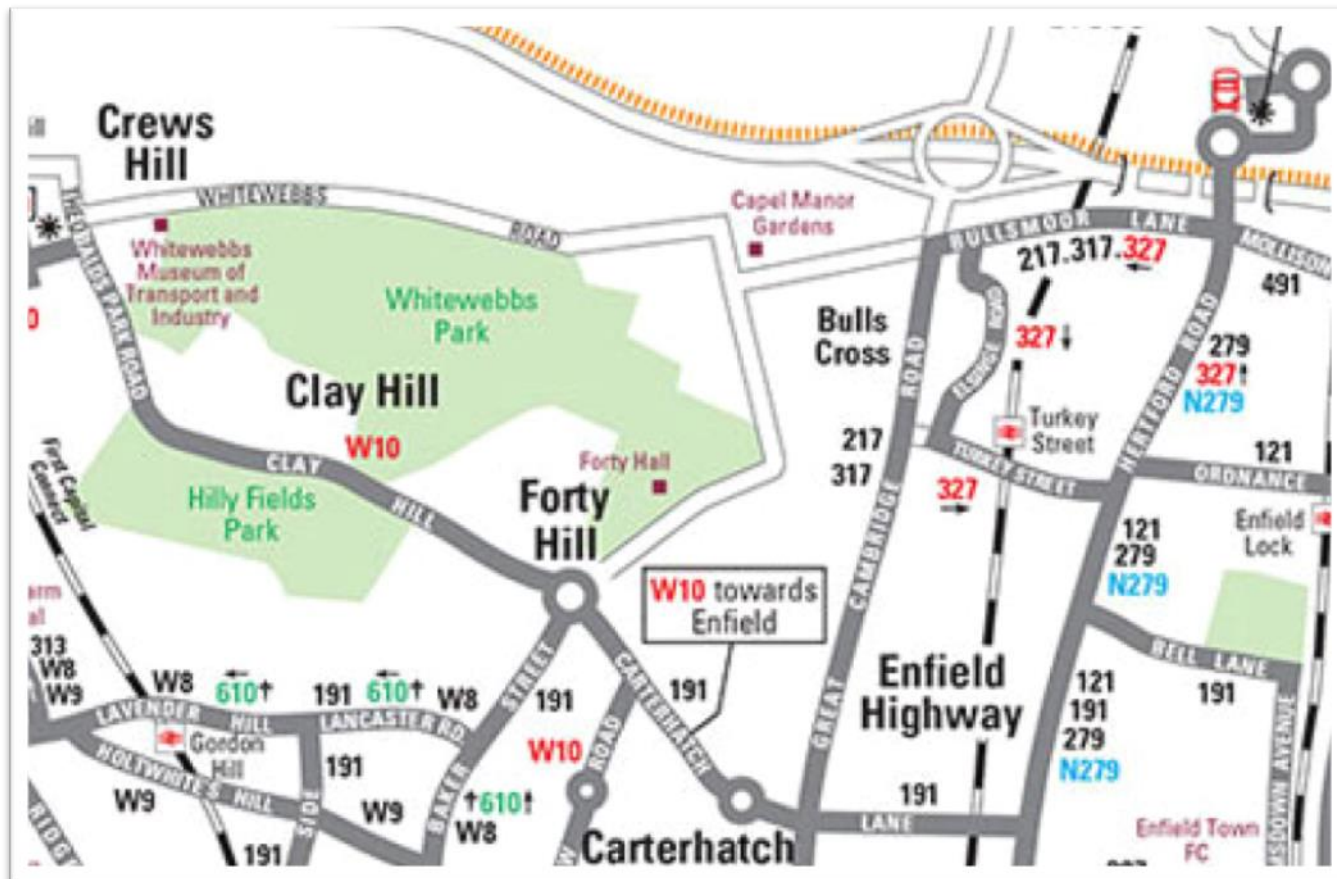 Crews
Hill
WHITEWEBBS
ROAD
THEOBALDS PARK ROAD
Whitewebbs
Museum of
Transport and
Industry
Whitewebbs
Park
Capel Manor
Gardens
BULLSMOOR LANE
217.317.327
MOLLISON
491
Bulls
Cross
ELSINGE ROAD
327
HERTFORD ROAD
279
327
N279
Clay Hill
W10
CLAY
HILL
Turkey
Street
TURKEY STREET
217
317
327
121
ORDNANCE
First Capital
Connect
Hilly Fields
Park
Forty Hall
Forty
Hill
Enfield
Lock
121
279
N279
GREAT CAMBRIDGE ROAD
W10 towards
Enfield
313
W8
W9
W8
610
191
610
W8
191
CARTERHATCH
191
Enfield
Highway
BELL LANE
191
121
191
279
N279
LAVENDER HILL
LANCASTER RD
BAKER STREET
Gordon
Hill
HOLTWHITE'S HILL
191
W10
ROAD
W9
SIDE
W9
610
W8
191
191
LANE
Carterhatch
Enfield Town
FC
RIDGE